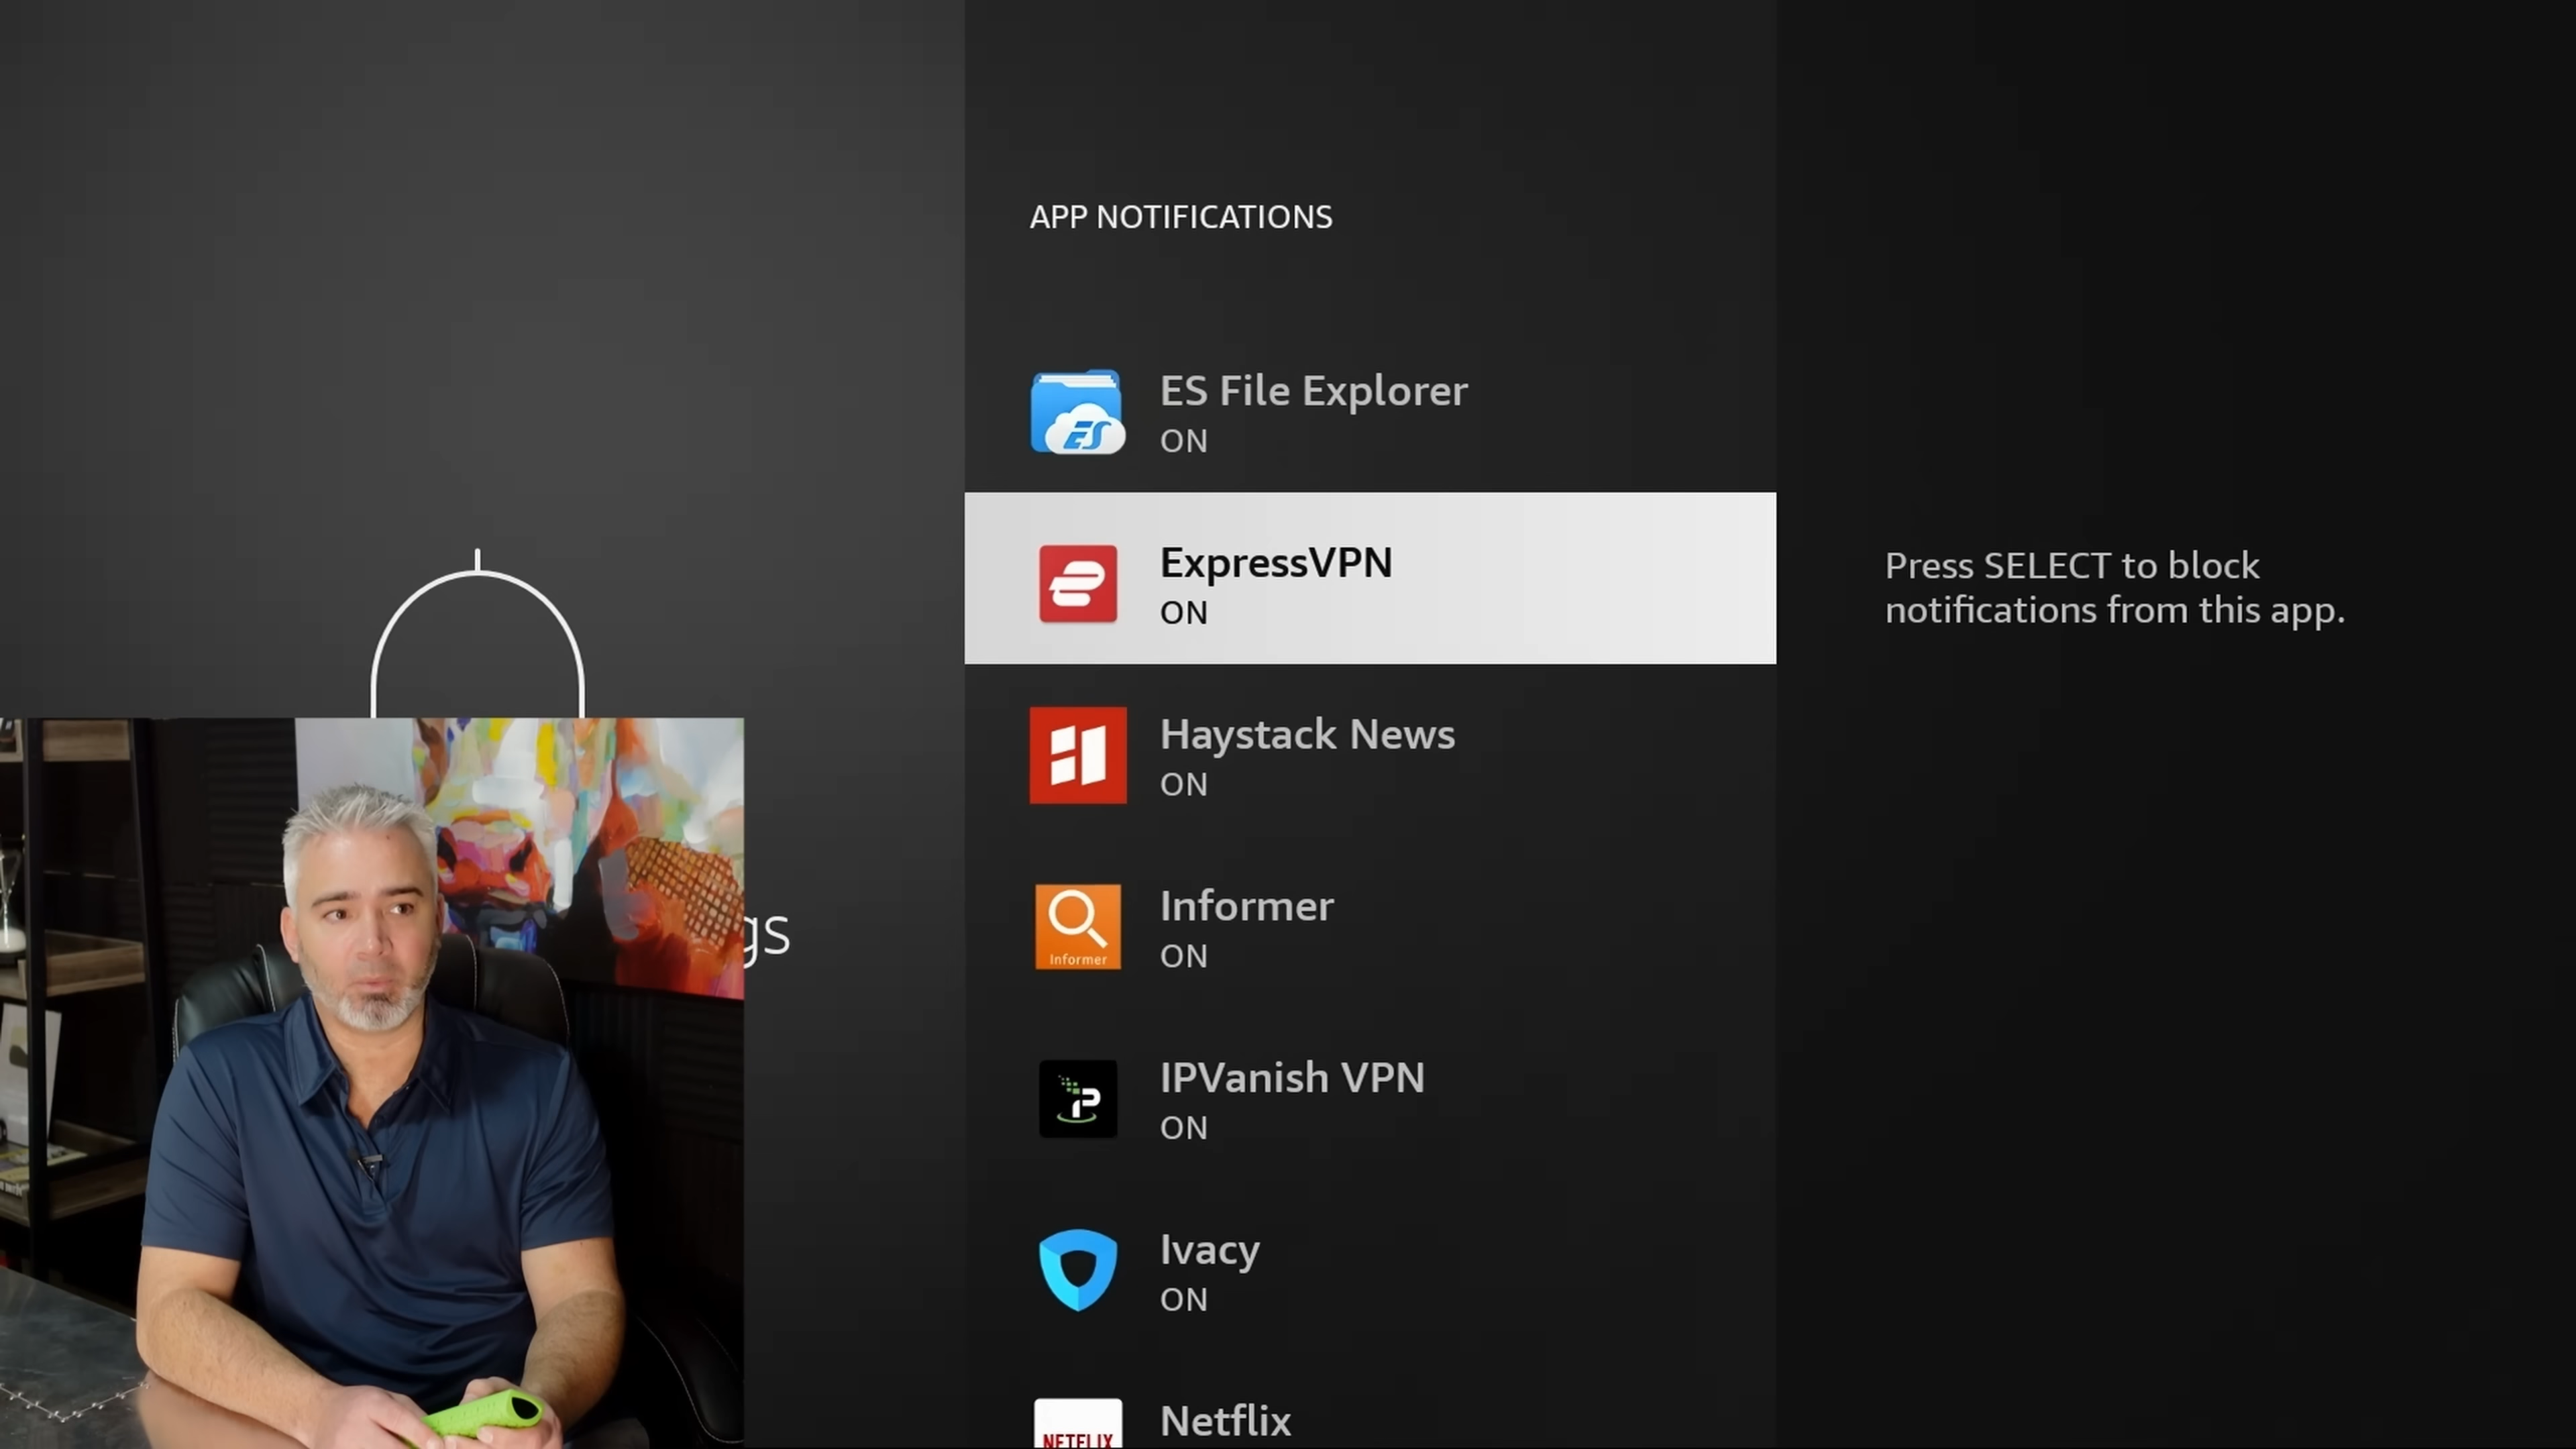 APP NOTIFICATIONS
ES File Explorer
ON
ExpressVPN
ON
Press SELECT to block
notifications from this app.
Haystack News
ON
Informer
ON
Informer
gs
IPVanish VPN
ON
Ivacy
ON
Netflix
NETFLIX